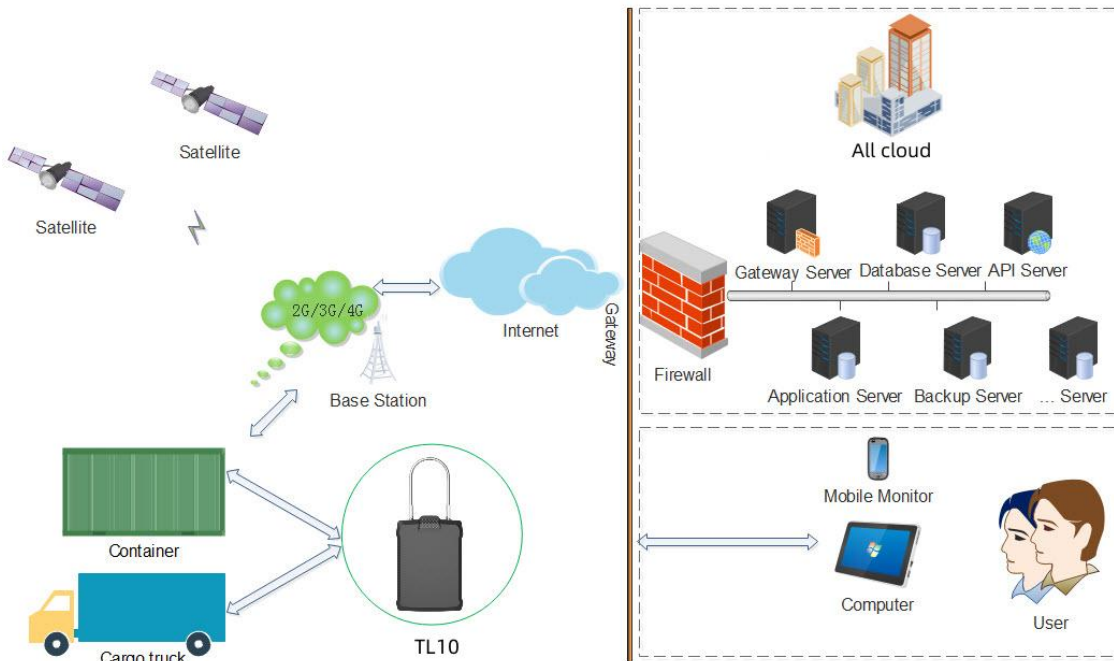 Satellite
Satellite
2G/3G/4G
Base Station
Internet
Gateway
Container
Cargo truck
TL10
All cloud
Gateway Server
Database Server
API Server
Firewall
Application Server
Backup Server
... Server
Mobile Monitor
Computer
User